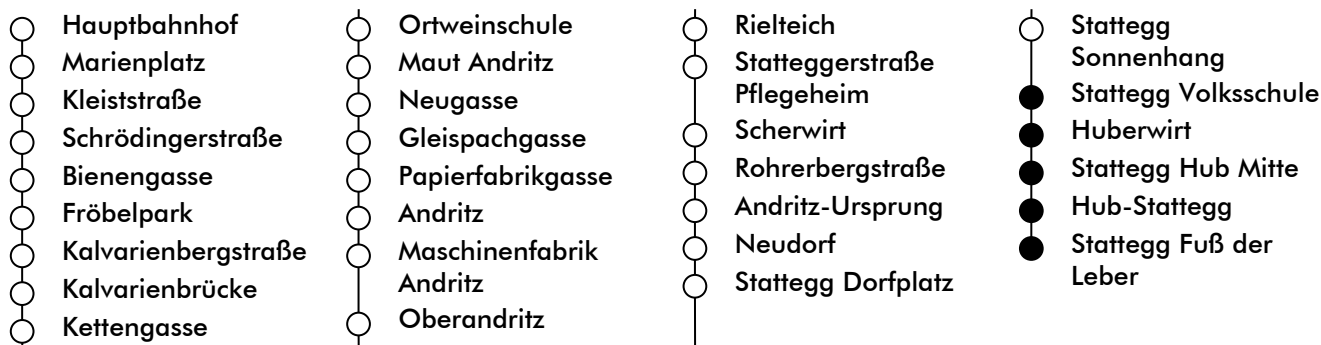 Hauptbahnhof
Marienplatz
Kleiststraße
Schrödingerstraße
Bienengasse
Fröbelpark
Kalvarienbergstraße
Kalvarienbrücke
Kettengasse
Ortweinschule
Maut Andritz
Neugasse
Gleispachgasse
Papierfabrikgasse
Andritz
Maschinenfabrik
Andritz
Oberandritz
Rielteich
Statteggerstraße
Pflegeheim
Scherwirt
Rohrerbergstraße
Andritz-Ursprung
Neudorf
Stattegg Dorfplatz
Stattegg
Sonnenhang
Stattegg Volksschule
Huberwirt
Stattegg Hub Mitte
Hub-Stattegg
Stattegg Fuß der
Leber